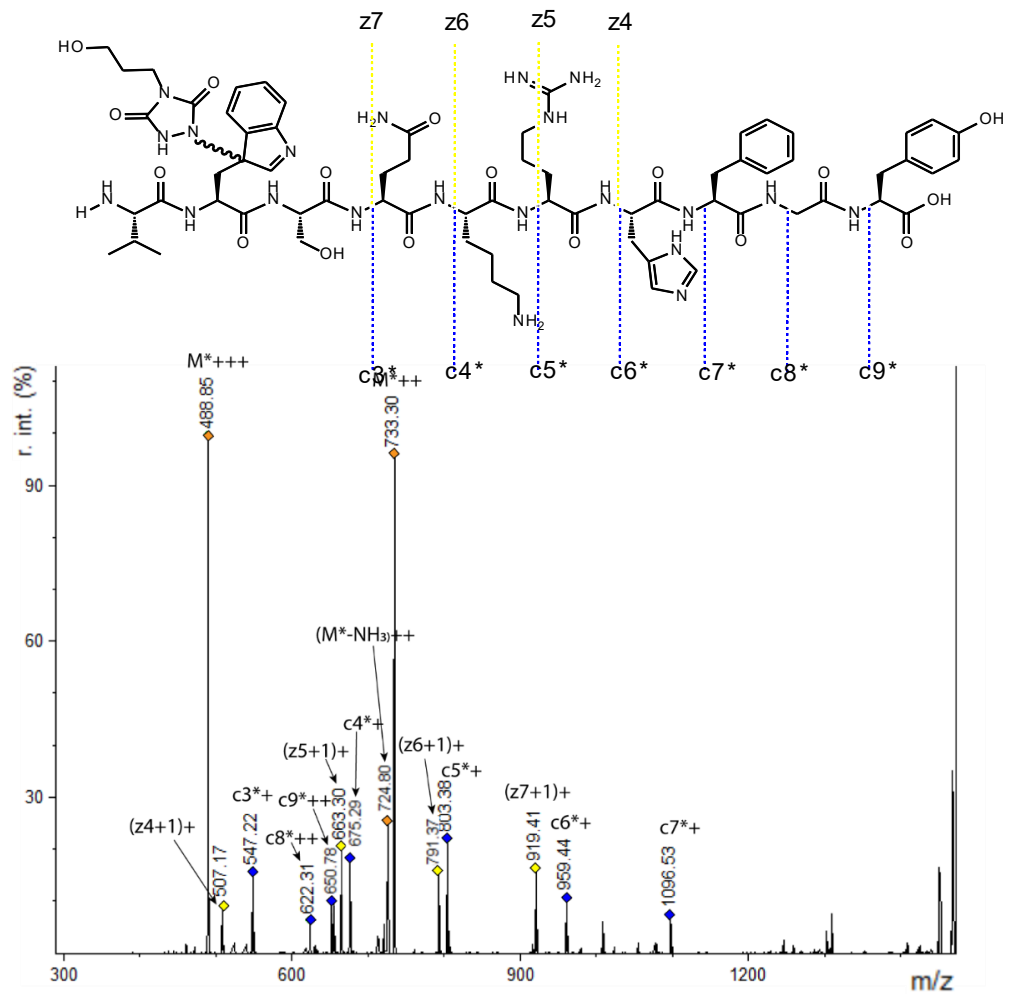 z7 z6 z5 z4
HO
N O HN NH2
O N NH H2N O NH OH
N H N
H
H N O H N O H N O H N O H N O
H N N H O N H O N H O N H O N H OH
O OH O O O O O
H N
NH2 N
c3* c4* c5* c6* c7* c8* c9*
M*+++ M*++
r. int. (%)
488.85 733.30
90
60
(M*-NH3)++
c4*+
(z5+1)+ (z6+1)+
c5*+
30
(z4+1)+ c3*+ c9*++ c8*++ (z7+1)+ c6*+ c7*+
507.17 547.22 622.31 650.78 663.30 675.29 724.80 791.37 803.38 919.41 959.44 1096.53
300 600 900 1200 m/z